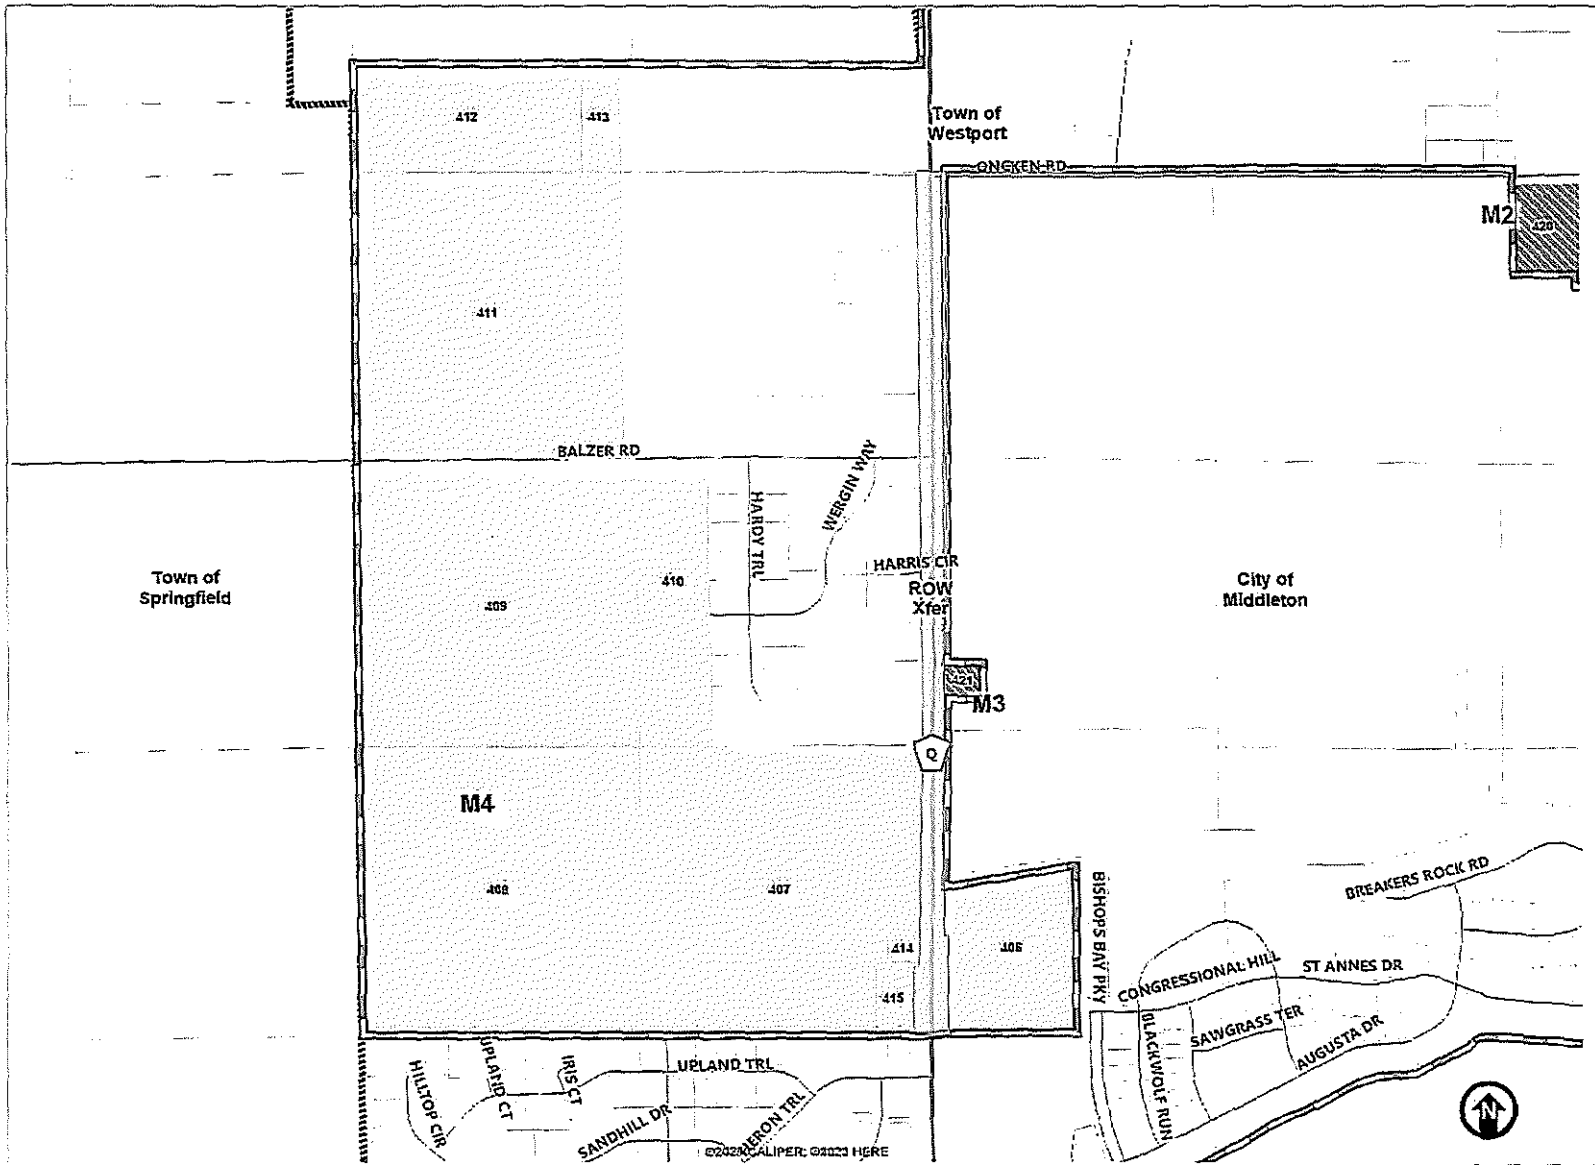 412
413
Town of
Westport
ONCKEN RD
M2
420
411
BALZER RD
WERGIN WAY
HARDY TRL
HARRIS CIR
ROW
Xfer
Town of
Springfield
409
410
City of
Middleton
421
M3
Q
M4
408
407
414
415
406
BISHOPS BAY PKY
BREAKERS ROCK RD
CONGRESSIONAL HILL
ST ANNES DR
BLACKWOLF RUN
SAWGRASS TER
AUGUSTA DR
HILLTOP CIR
UPLAND CT
IRIS CT
UPLAND TRL
SANDHILL DR
HERON TRL
CALIPER; ©2023 HERE
N